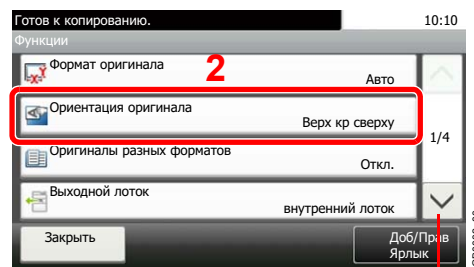 Готов к копированию.
10:10
Функции
Формат оригинала
2
Авто
Ориентация оригинала
Верх кр сверху
1/4
Оригиналы разных форматов
Откл.
Выходной лоток
внутренний лоток
Закрыть
Доб/Прав
Ярлык